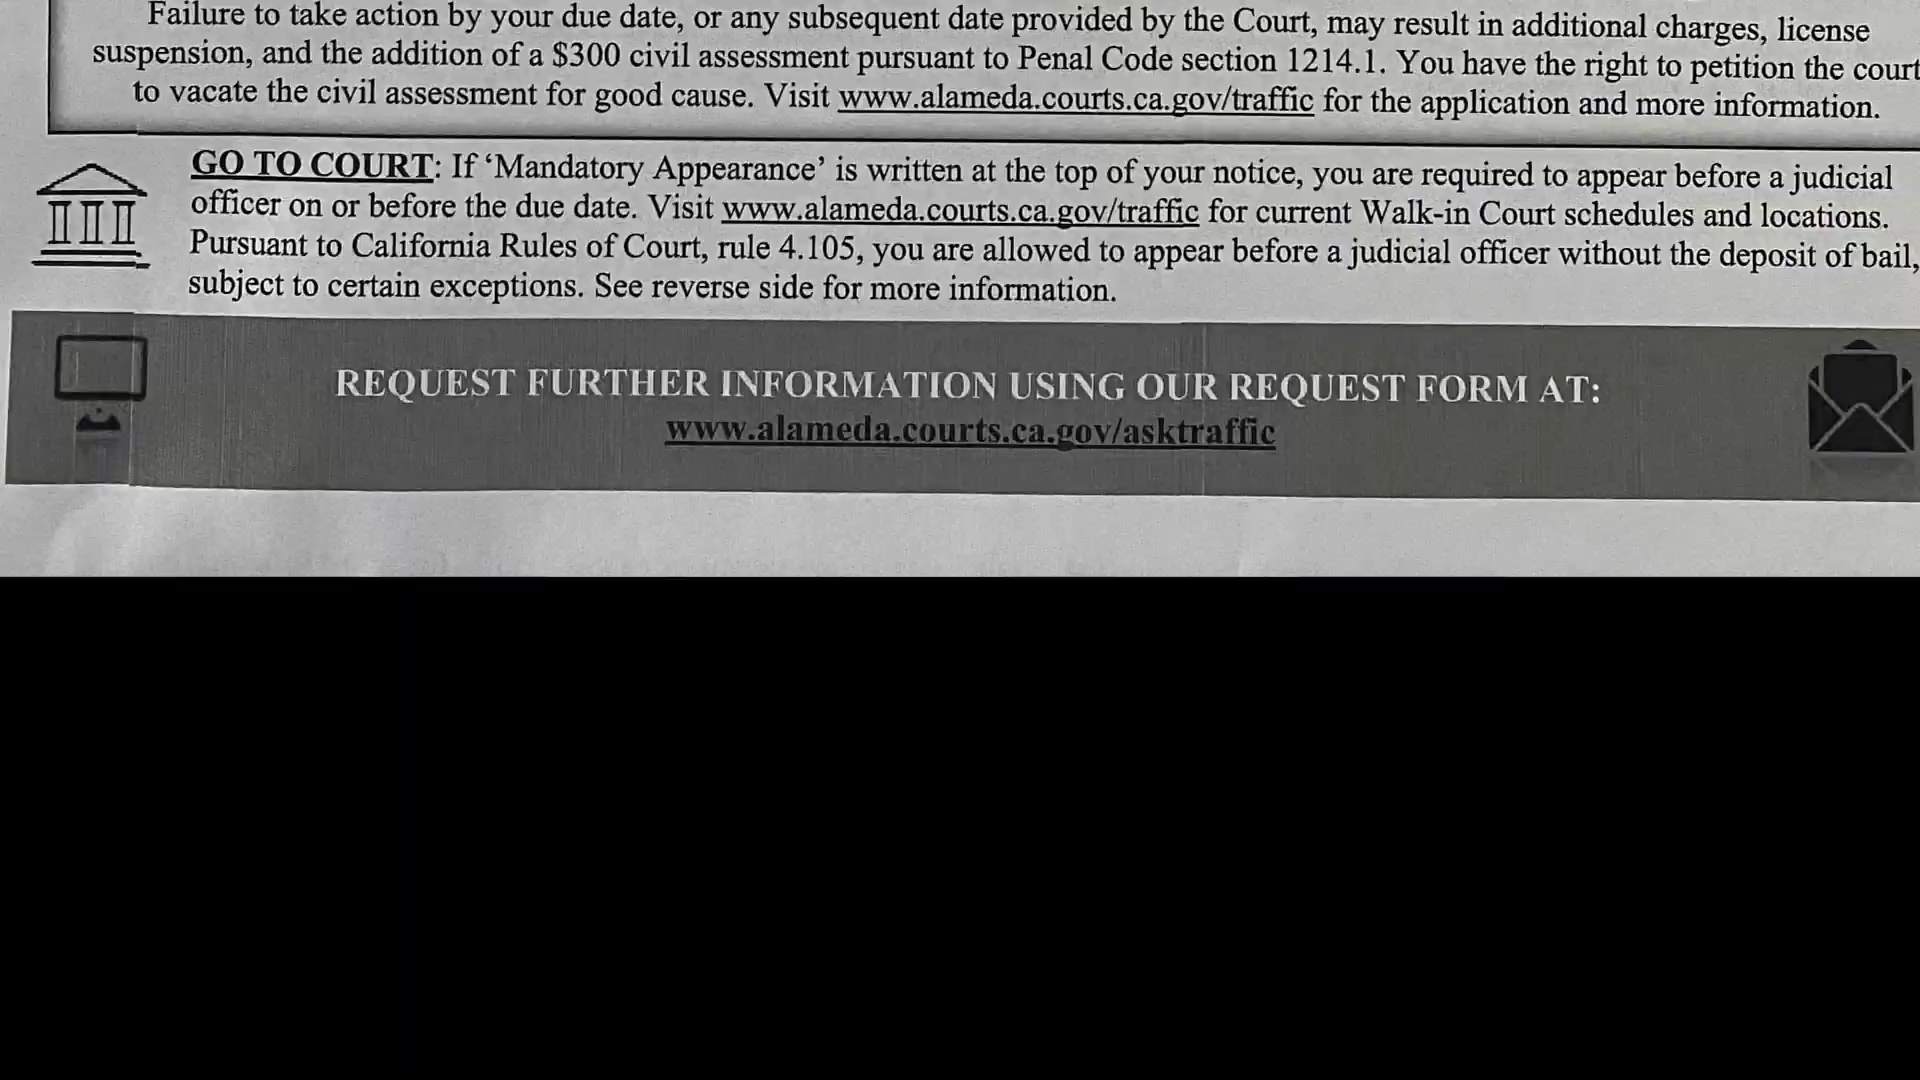 Failure to take action by your due date, or any subsequent date provided by the Court, may result in additional charges, license
suspension, and the addition of a $300 civil assessment pursuant to Penal Code section 1214.1. You have the right to petition the court
to vacate the civil assessment for good cause. Visit www.alameda.courts.ca.gov/traffic for the application and more information.
GO TO COURT: If ‘Mandatory Appearance’ is written at the top of your notice, you are required to appear before a judicial
officer on or before the due date. Visit www.alameda.courts.ca.gov/traffic for current Walk-in Court schedules and locations.
Pursuant to California Rules of Court, rule 4.105, you are allowed to appear before a judicial officer without the deposit of bail,
subject to certain exceptions. See reverse side for more information.
REQUEST FURTHER INFORMATION USING OUR REQUEST FORM AT:
www.alameda.courts.ca.gov/asktraffic